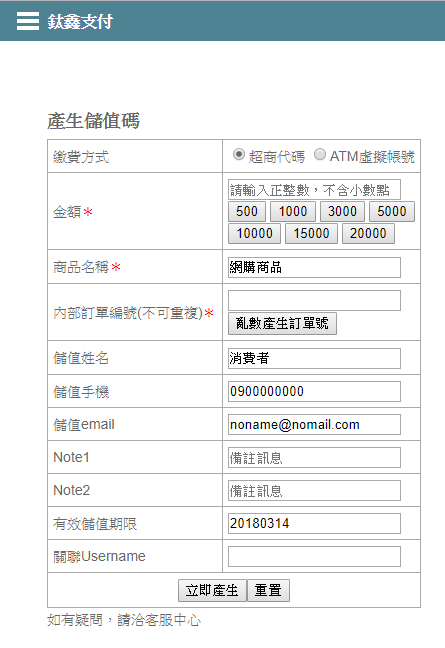 鈦鑫支付
產生儲值碼
繳費方式 超商代碼 ATM虛擬帳號
金額* 請輸入正整數，不含小數點
500 1000 3000 5000
10000 15000 20000
商品名稱* 網購商品
內部訂單編號(不可重複)*
亂數產生訂單號
儲值姓名 消費者
儲值手機 0900000000
儲值email noname@nomail.com
Note1 備註訊息
Note2 備註訊息
有效儲值期限 20180314
關聯Username
立即產生 重置
如有疑問，請洽客服中心